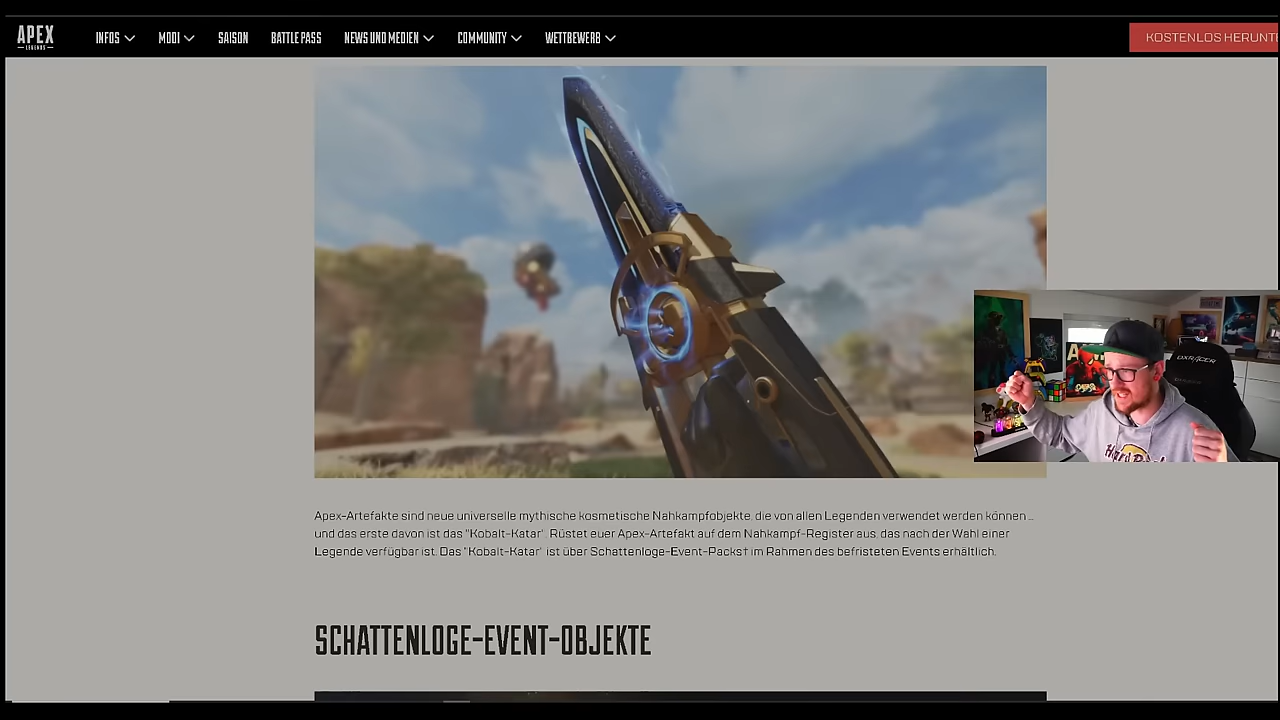 APEX
LEGENDS
INFOS
MODI
SAISON
BATTLE PASS
NEWS UND MEDIEN
COMMUNITY
WETTBEWERB
KOSTENLOS HERUNT
DXRACER
Apex-Artefakte sind neue universelle mythische kosmetische Nahkampfobjekte, die von allen Legenden verwendet werden können ...
und das erste davon ist das "Kobalt-Katar". Rüstet euer Apex-Artefakt auf dem Nahkampf-Register aus, das nach der Wahl einer
Legende verfügbar ist. Das "Kobalt-Katar" ist über Schattenloge-Event-Packs† im Rahmen des befristeten Events erhältlich.
SCHATTENLOGE-EVENT-OBJEKTE